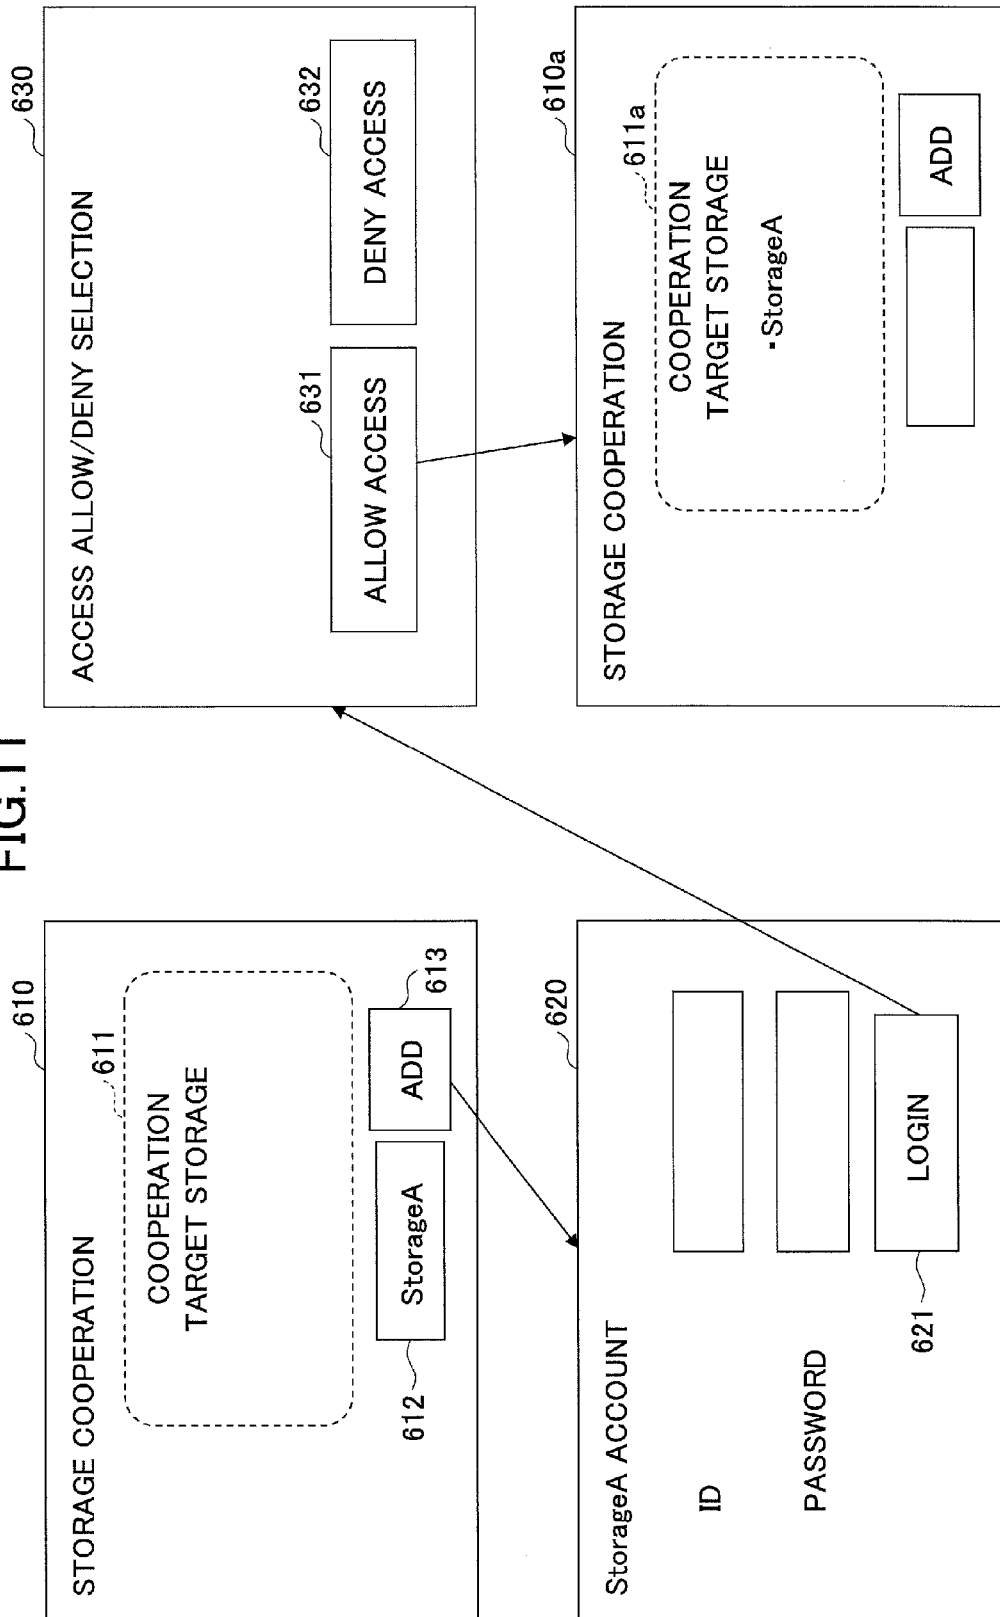 FIG.11
610
STORAGE COOPERATION
611
COOPERATION
TARGET STORAGE
612
StorageA
ADD
613
620
StorageA ACCOUNT
ID
PASSWORD
621
LOGIN
630
ACCESS ALLOW/DENY SELECTION
631
ALLOW ACCESS
632
DENY ACCESS
610a
STORAGE COOPERATION
611a
COOPERATION
TARGET STORAGE
・StorageA
ADD